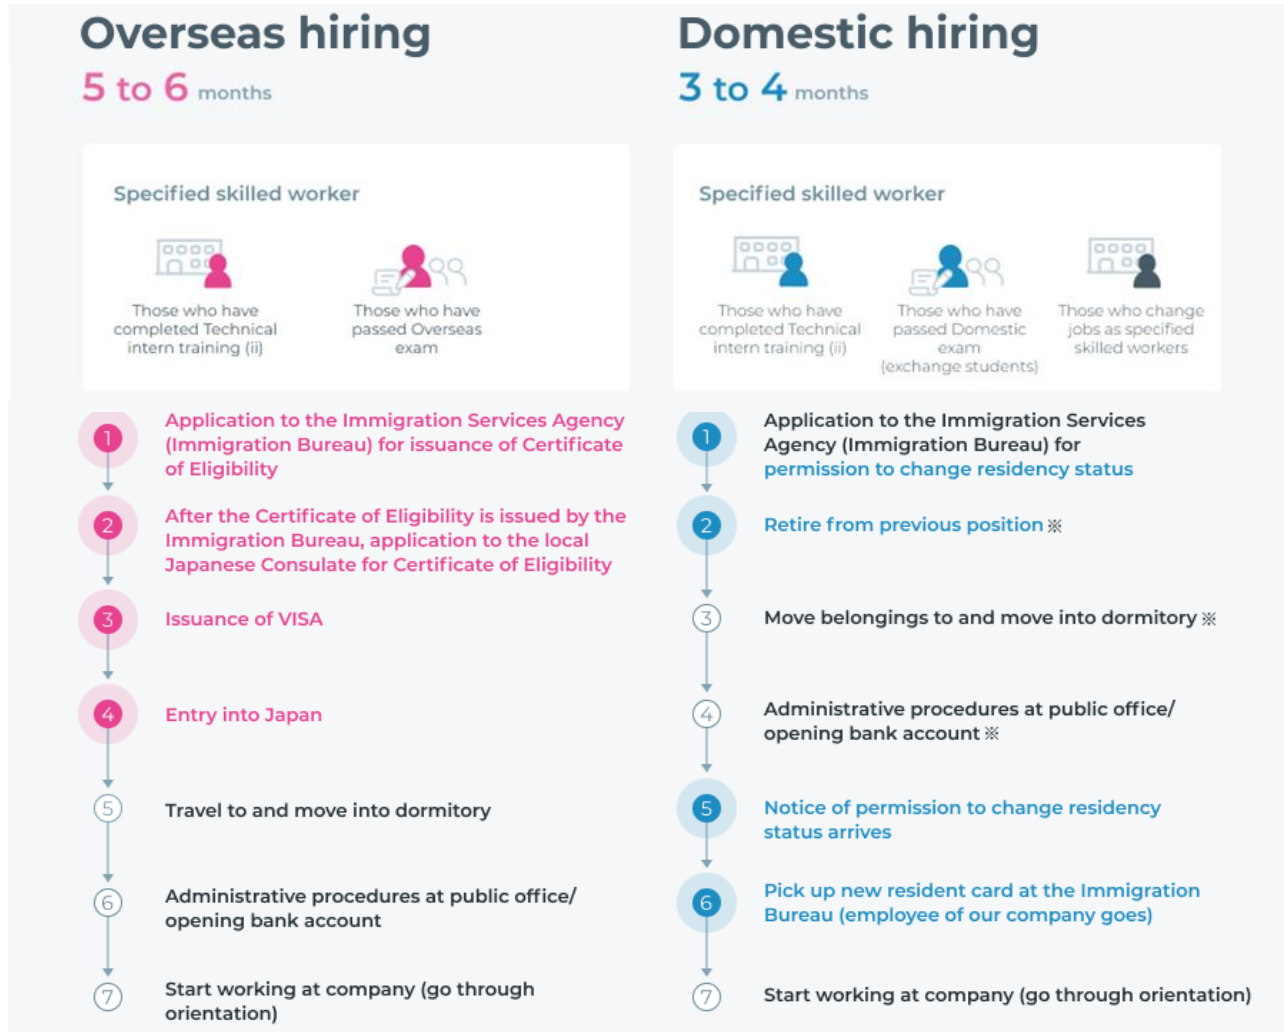 Overseas hiring
5 to 6 months
Specified skilled worker
Those who have
completed Technical
intern training (ii)
Those who have
passed Overseas
exam
1
Application to the Immigration Services Agency
(Immigration Bureau) for issuance of Certificate
of Eligibility
2
After the Certificate of Eligibility is issued by the
Immigration Bureau, application to the local
Japanese Consulate for Certificate of Eligibility
3
Issuance of VISA
4
Entry into Japan
5
Travel to and move into dormitory
6
Administrative procedures at public office/
opening bank account
7
Start working at company (go through
orientation)
Domestic hiring
3 to 4 months
Specified skilled worker
Those who have
completed Technical
intern training (ii)
Those who have
passed Domestic
exam
(exchange students)
Those who change
jobs as specified
skilled workers
1
Application to the Immigration Services
Agency (Immigration Bureau) for
permission to change residency status
2
Retire from previous position※
3
Move belongings to and move into dormitory※
4
Administrative procedures at public office/
opening bank account※
5
Notice of permission to change residency
status arrives
6
Pick up new resident card at the Immigration
Bureau (employee of our company goes)
7
Start working at company (go through orientation)